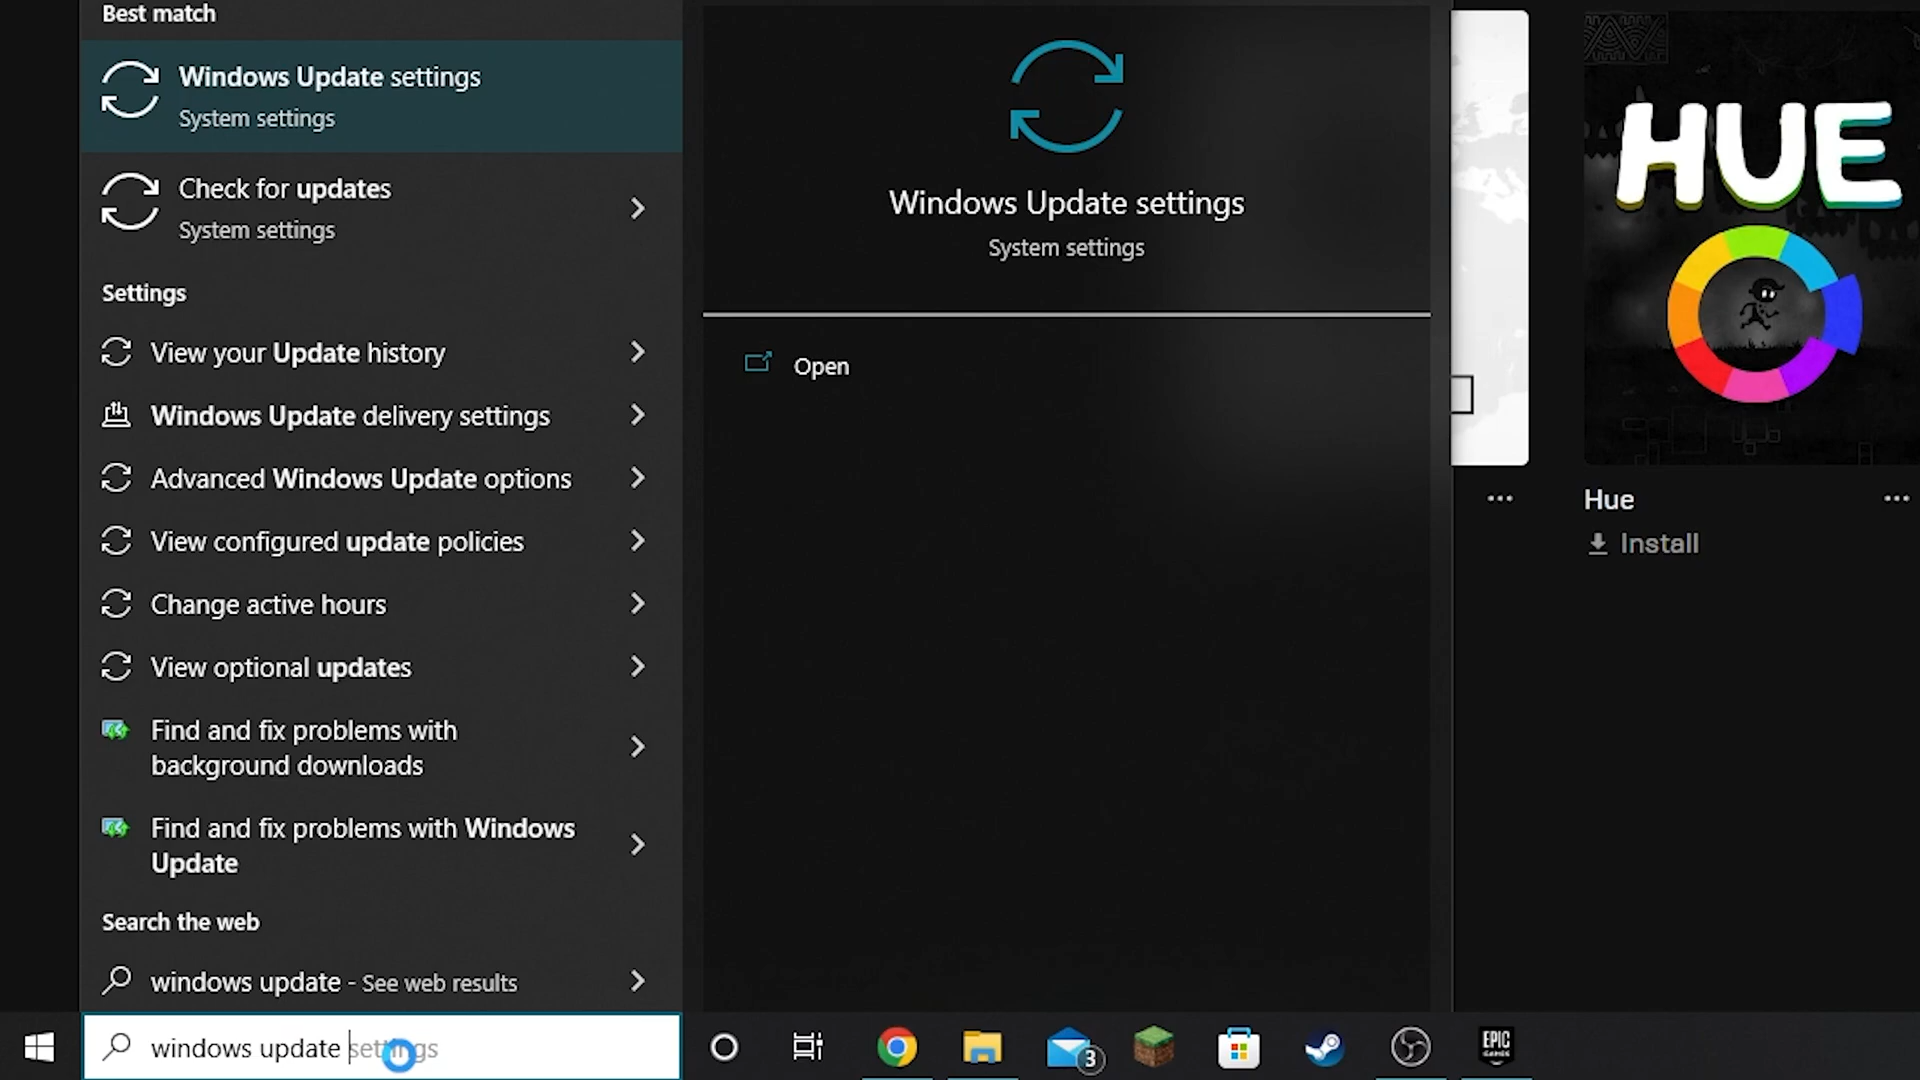 Best match
Windows Update settings
System settings
Check for updates
System settings
Settings
View your Update history
Windows Update delivery settings
Advanced Windows Update options
View configured update policies
Change active hours
View optional updates
Find and fix problems with
background downloads
Find and fix problems with Windows
Update
Search the web
windows update - See web results
windows update settings
Windows Update settings
System settings
Open
HUE
Hue
Install
3
EPIC
GAMES